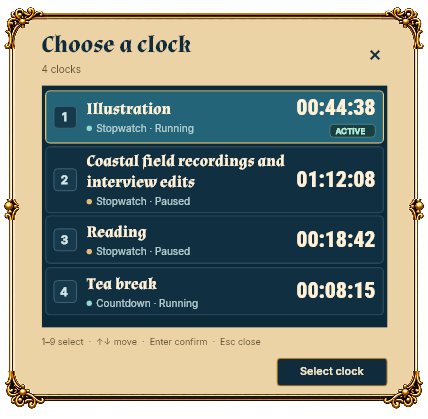 Choose a clock
4 clocks
✕
1
Illustration
00:44:38
Stopwatch · Running
ACTIVE
2
Coastal field recordings and
interview edits
01:12:08
Stopwatch · Paused
3
Reading
00:18:42
Stopwatch · Paused
4
Tea break
00:08:15
Countdown · Running
1–9 select · ↑↓ move · Enter confirm · Esc close
Select clock